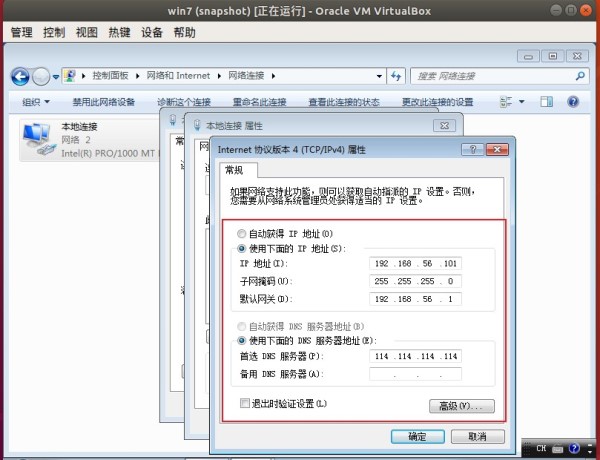 win7 (snapshot) [正在运行] - Oracle VM VirtualBox
管理 控制 视图 热键 设备 帮助
控制面板 网络和 Internet 网络连接
搜索 网络连接
组织 禁用此网络设备 诊断这个连接 重命名此连接 查看此连接的状态 更改此连接的设置
本地连接
网络 2
Intel(R) PRO/1000 MT
本地连接 属性
Internet 协议版本 4 (TCP/IPv4) 属性
常规
如果网络支持此功能，则可以获取自动指派的 IP 设置。否则，
您需要从网络系统管理员处获得适当的 IP 设置。
自动获得 IP 地址(O)
使用下面的 IP 地址(S):
IP 地址(I): 192 .168 .56 .101
子网掩码(U): 255 .255 .255 . 0
默认网关(D): 192 .168 .56 . 1
自动获得 DNS 服务器地址(B)
使用下面的 DNS 服务器地址(E):
首选 DNS 服务器(P): 114 .114 .114 .114
备用 DNS 服务器(A): . . .
退出时验证设置(L)
高级(V)...
确定 取消
CH